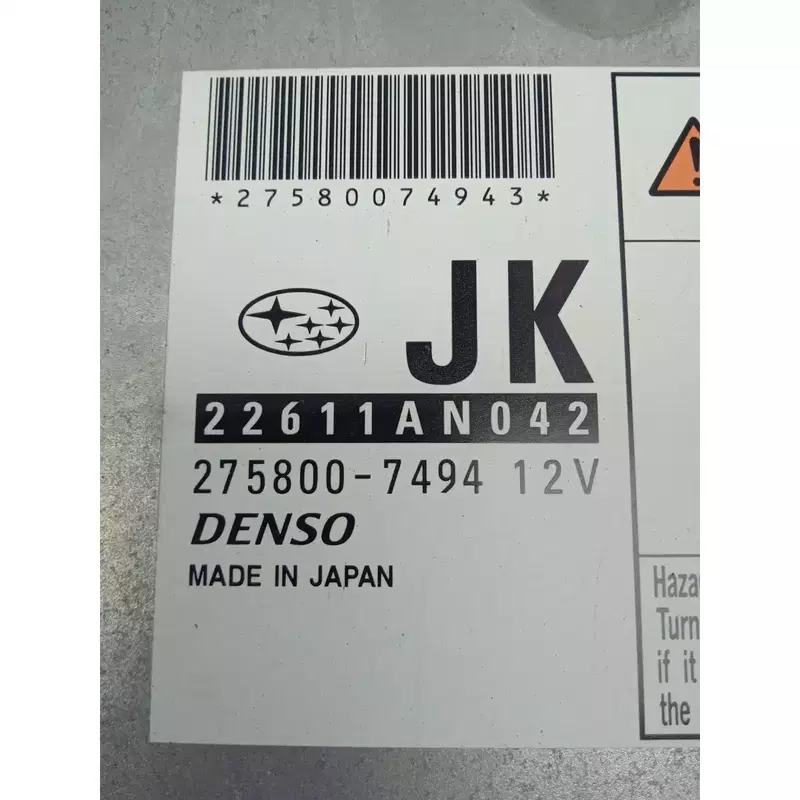 *27580074943*
JK
22611AN042
275800-7494 12V
DENSO
MADE IN JAPAN
Haza
Turn
if it
the